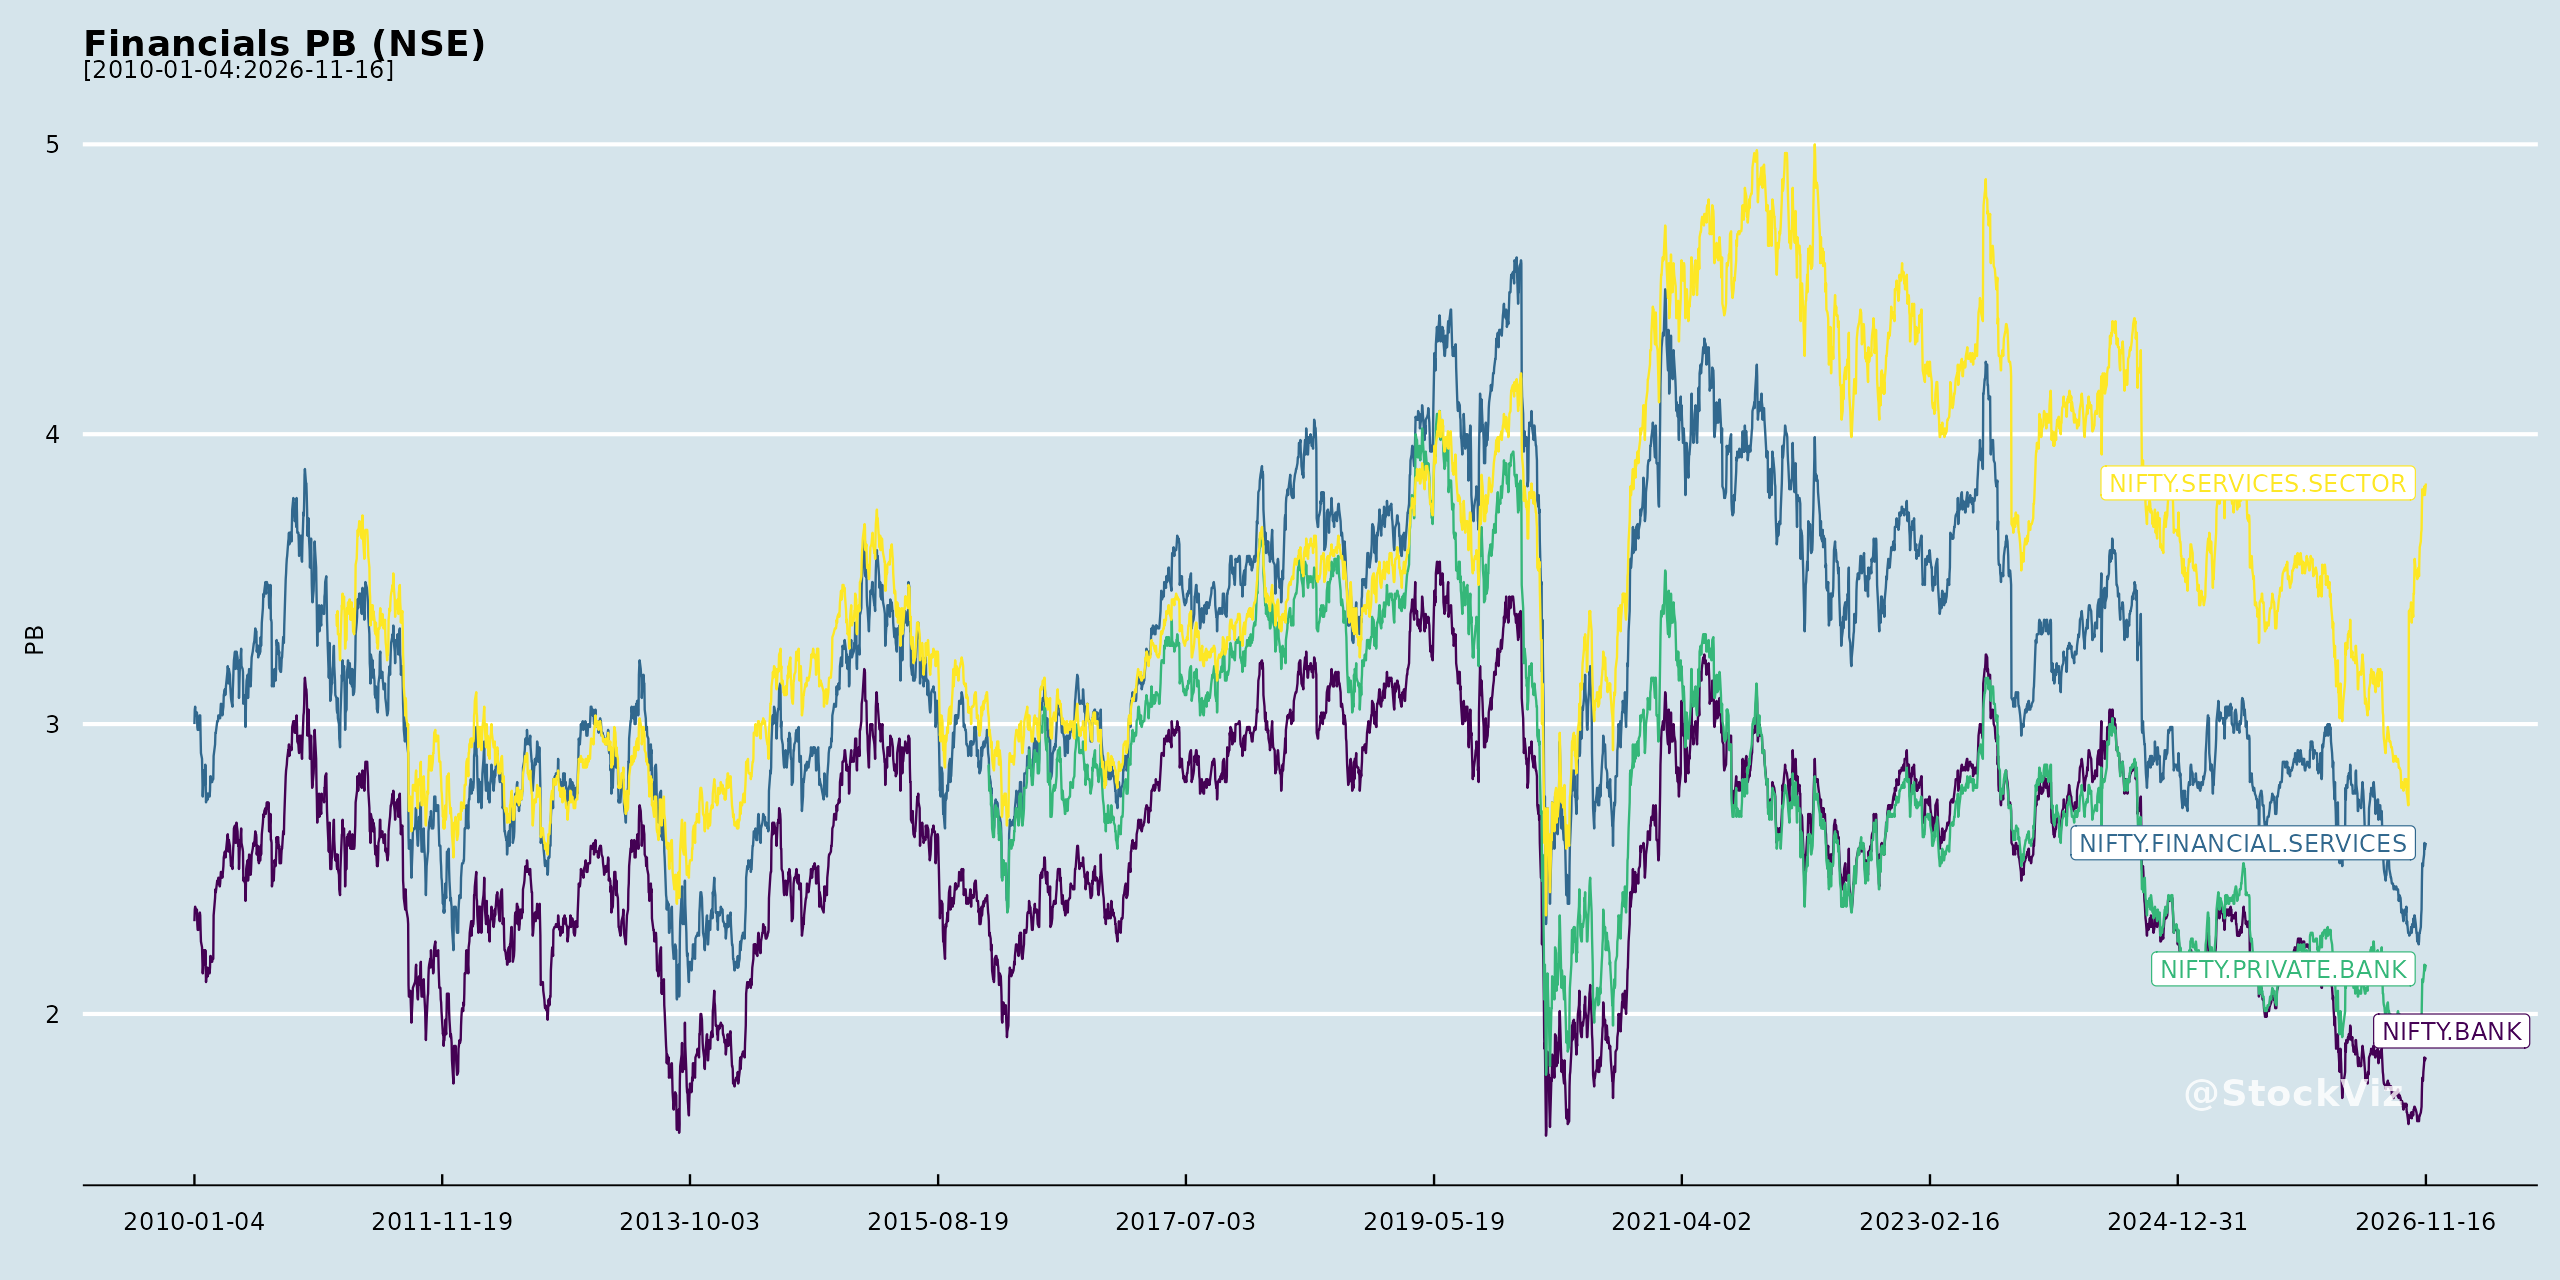 Financials PB (NSE)
[2010-01-04:2026-11-16]
5
4
3
2
PB
NIFTY.SERVICES.SECTOR
NIFTY.FINANCIAL.SERVICES
NIFTY.PRIVATE.BANK
NIFTY.BANK
@StockViz
2010-01-04
2011-11-19
2013-10-03
2015-08-19
2017-07-03
2019-05-19
2021-04-02
2023-02-16
2024-12-31
2026-11-16